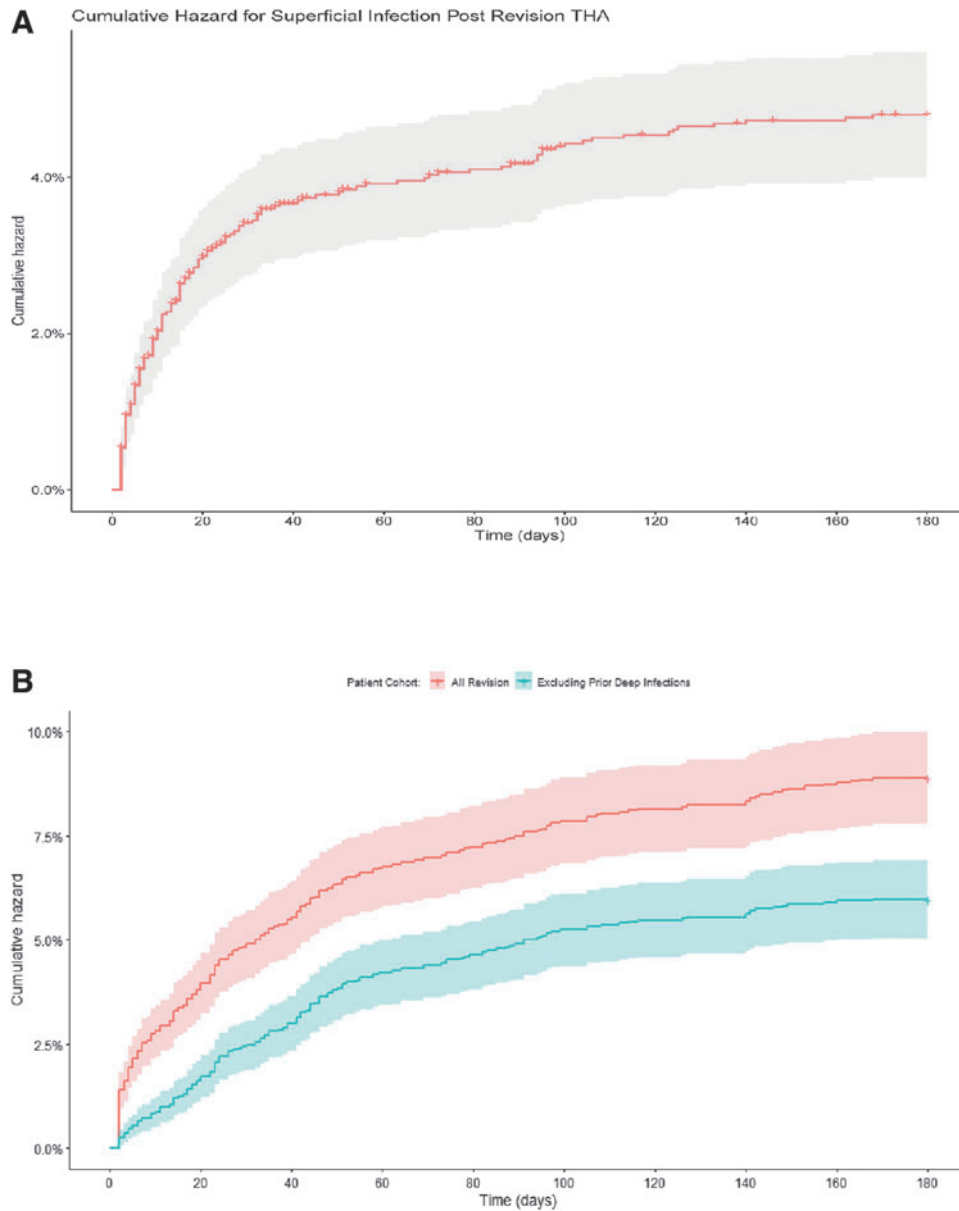 A
Cumulative Hazard for Superficial Infection Post Revision THA
Cumulative hazard
4.0%
2.0%
0.0%
0 20 40 60 80 100 120 140 160 180
Time (days)
B
Patient Cohort: All Revision Excluding Prior Deep Infections
Cumulative hazard
10.0%
7.5%
5.0%
2.5%
0.0%
0 20 40 60 80 100 120 140 160 180
Time (days)